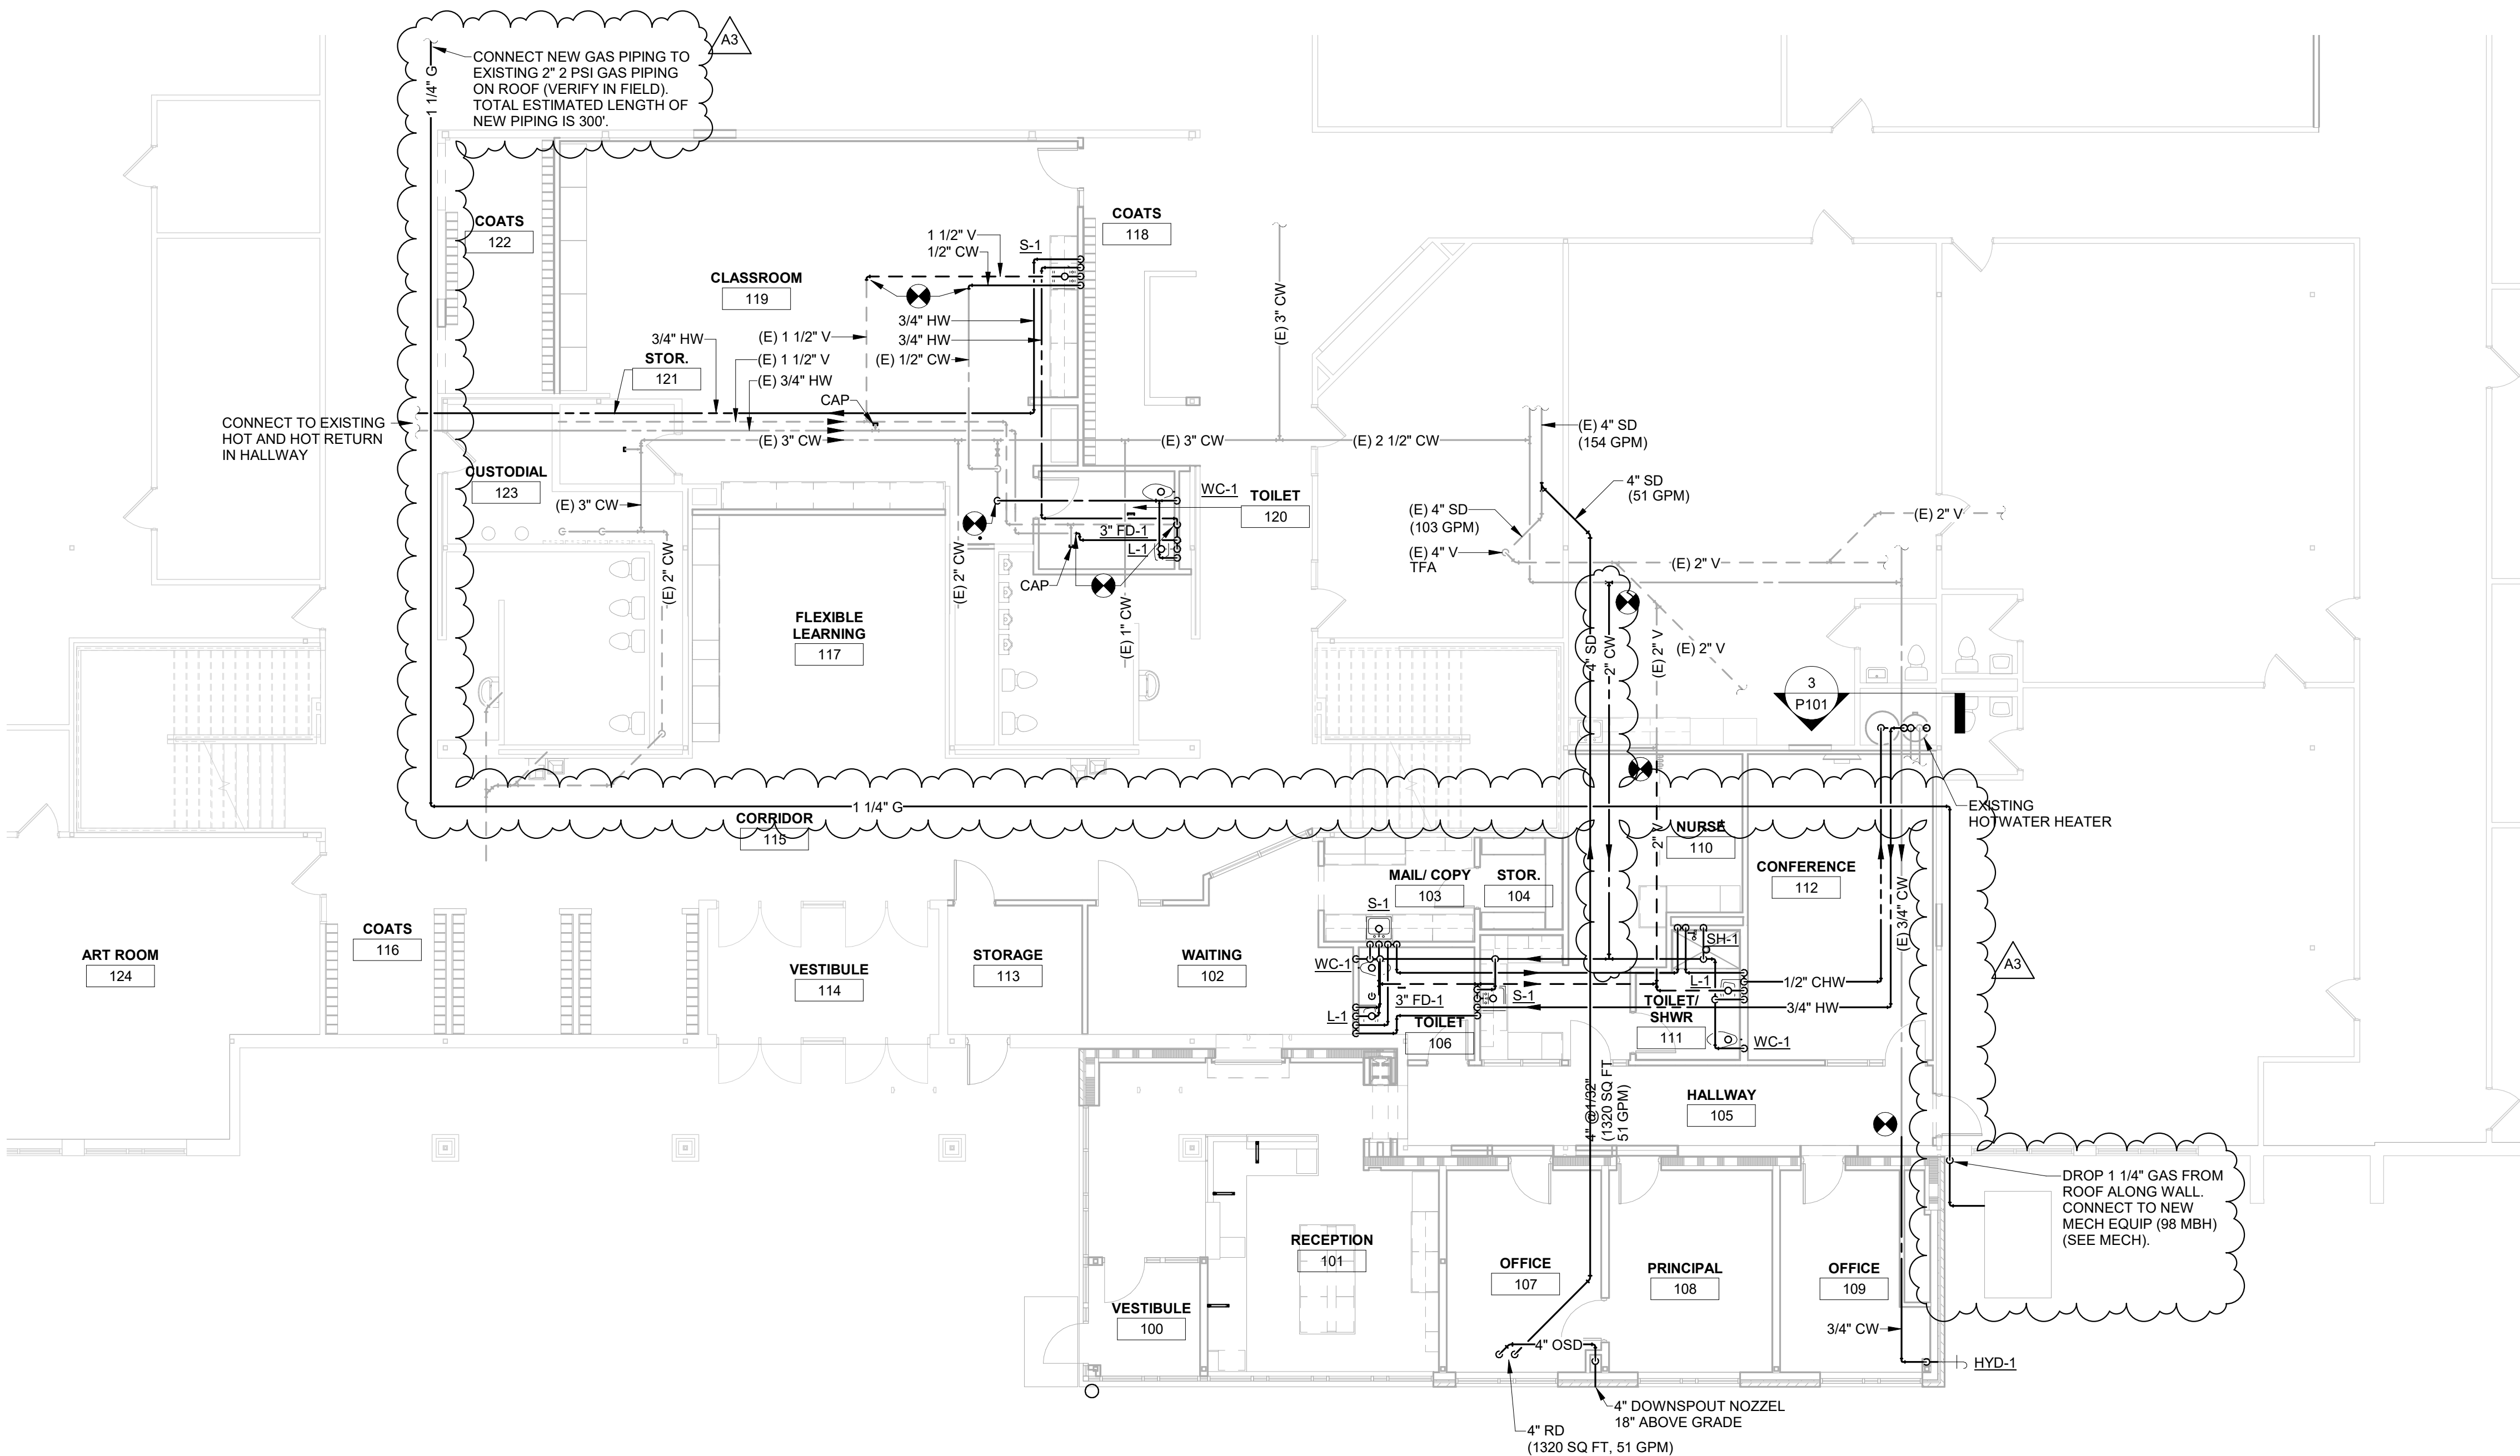 A3
CONNECT NEW GAS PIPING TO
EXISTING 2" 2 PSI GAS PIPING
ON ROOF (VERIFY IN FIELD).
TOTAL ESTIMATED LENGTH OF
NEW PIPING IS 300'.
1 1/4" G
COATS
122
COATS
118
1 1/2" V
1/2" CW
S-1
CLASSROOM
119
3/4" HW
3/4" HW
(E) 1 1/2" V
(E) 1/2" CW
3/4" HW
STOR.
121
(E) 1 1/2" V
(E) 3/4" HW
CAP
(E) 3" CW
CONNECT TO EXISTING
HOT AND HOT RETURN
IN HALLWAY
(E) 3" CW
(E) 3" CW
(E) 2 1/2" CW
(E) 4" SD
(154 GPM)
CUSTODIAL
123
(E) 3" CW
WC-1
TOILET
120
4" SD
(51 GPM)
(E) 4" SD
(103 GPM)
(E) 2" V
3" FD-1
L-1
(E) 4" V
TFA
(E) 2" V
CAP
(E) 2" CW
(E) 2" CW
(E) 1" CW
FLEXIBLE
LEARNING
117
4" SD
2" CW
(E) 2" V
(E) 2" V
3
P101
1 1/4" G
EXISTING
HOTWATER HEATER
CORRIDOR
115
2" V
NURSE
110
CONFERENCE
112
MAIL/ COPY
103
STOR.
104
S-1
(E) 3/4" CW
COATS
116
ART ROOM
124
VESTIBULE
114
STORAGE
113
WAITING
102
SH-1
WC-1
A3
L-1
1/2" CHW
3" FD-1
S-1
3/4" HW
L-1
TOILET
106
TOILET/
SHWR
111
WC-1
4" @1/32"
(1320 SQ FT
51 GPM)
HALLWAY
105
DROP 1 1/4" GAS FROM
ROOF ALONG WALL.
CONNECT TO NEW
MECH EQUIP (98 MBH)
(SEE MECH).
RECEPTION
101
OFFICE
107
PRINCIPAL
108
OFFICE
109
VESTIBULE
100
3/4" CW
4" OSD
HYD-1
4" DOWNSPOUT NOZZEL
18" ABOVE GRADE
4" RD
(1320 SQ FT, 51 GPM)